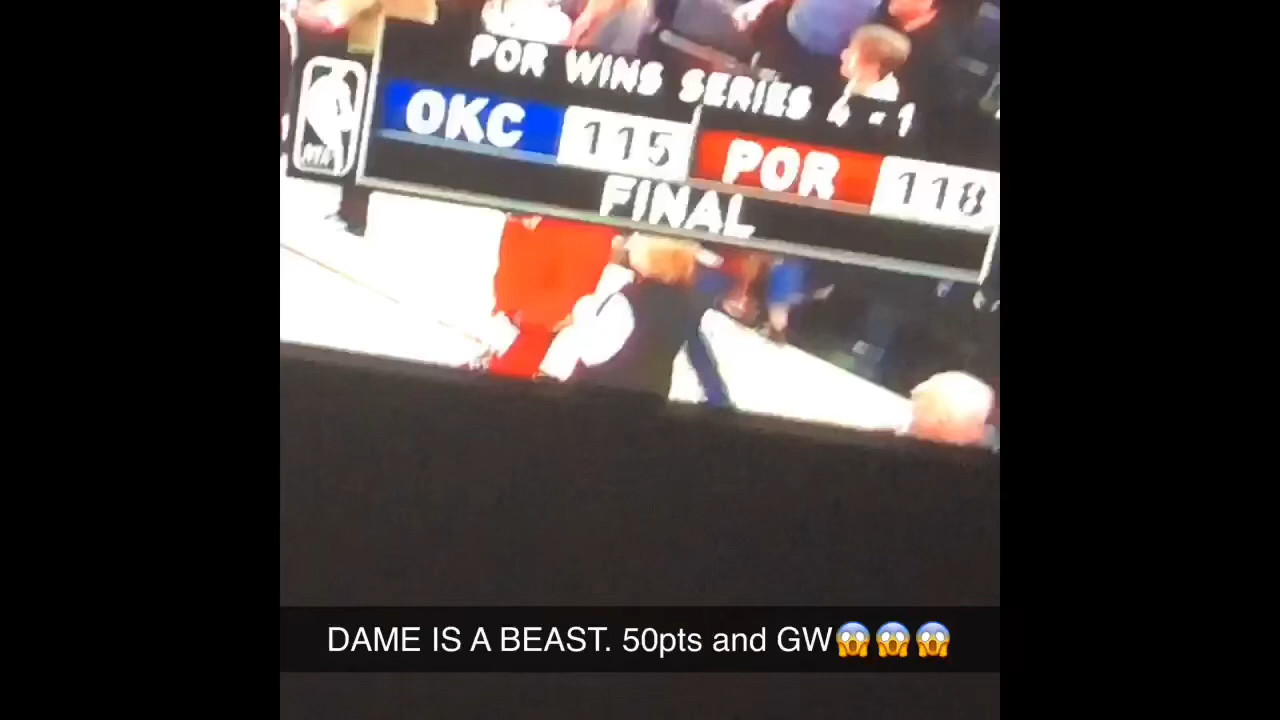 POR WINS SERIES 4-1
OKC 115 POR 118
FINAL
DAME IS A BEAST. 50pts and GW😱😱😱